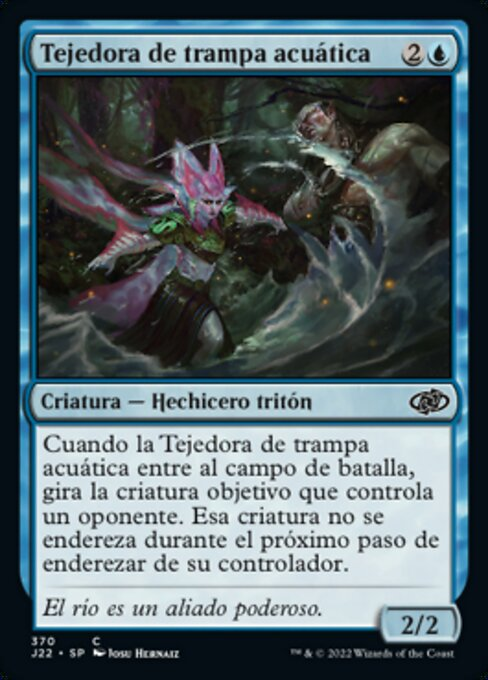 Tejedora de trampa acuática 2
Criatura — Hechicero tritón
Cuando la Tejedora de trampa
acuática entre al campo de batalla,
gira la criatura objetivo que controla
un oponente. Esa criatura no se
endereza durante el próximo paso de
enderezar de su controlador.
El río es un aliado poderoso.
2/2
370 C
J22 • SP Josu Hernaiz
™ & © 2022 Wizards of the Coast